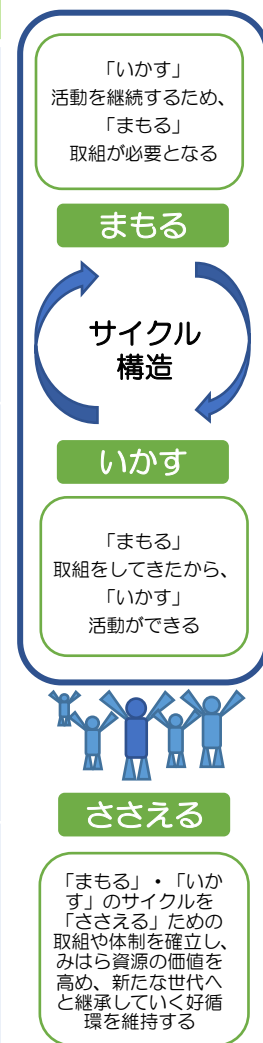 「いかす」
活動を継続するため、
「まもる」
取組が必要となる
まもる
サイクル
構造
いかす
「まもる」
取組をしてきたから、
「いかす」
活動ができる
ささえる
「まもる」・「いか
す」のサイクルを
「ささえる」ための
取組や体制を確立し、
みはら資源の価値を
高め、新たな世代へ
と継承していく好循
環を維持する